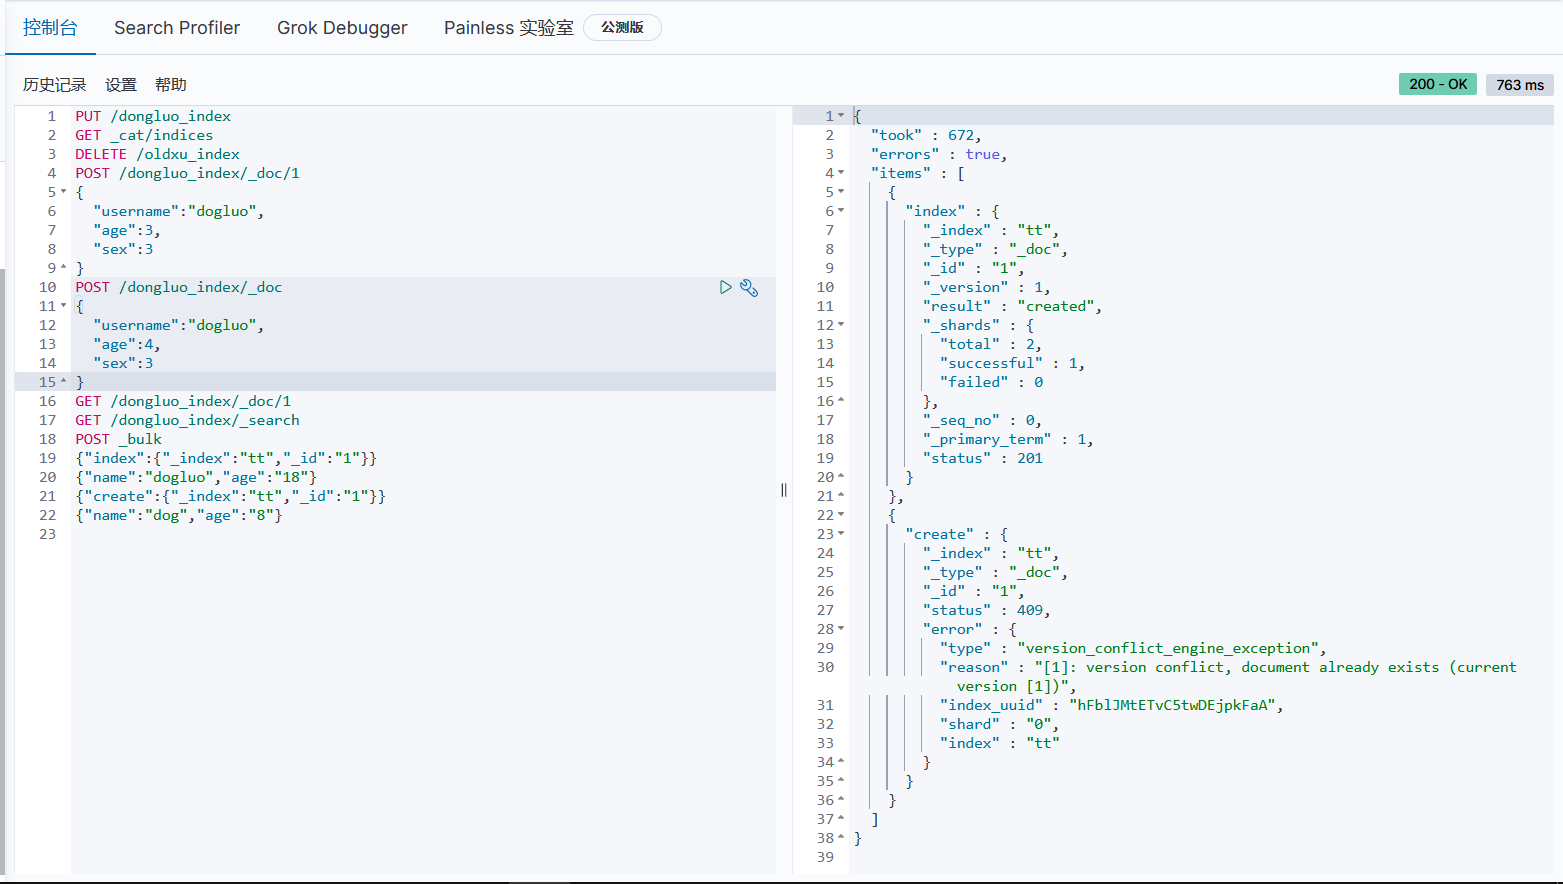 控制台 Search Profiler Grok Debugger Painless 实验室 公测版
历史记录 设置 帮助 200 - OK 763 ms
1 PUT /dongluo_index
2 GET _cat/indices
3 DELETE /oldxu_index
4 POST /dongluo_index/_doc/1
5 {
6 "username":"dogluo",
7 "age":3,
8 "sex":3
9 }
10 POST /dongluo_index/_doc
11 {
12 "username":"dogluo",
13 "age":4,
14 "sex":3
15 }
16 GET /dongluo_index/_doc/1
17 GET /dongluo_index/_search
18 POST _bulk
19 {"index":{"_index":"tt","_id":"1"}}
20 {"name":"dogluo","age":"18"}
21 {"create":{"_index":"tt","_id":"1"}}
22 {"name":"dog","age":"8"}
23
1 {
2 "took" : 672,
3 "errors" : true,
4 "items" : [
5 {
6 "index" : {
7 "_index" : "tt",
8 "_type" : "_doc",
9 "_id" : "1",
10 "_version" : 1,
11 "result" : "created",
12 "_shards" : {
13 "total" : 2,
14 "successful" : 1,
15 "failed" : 0
16 },
17 "_seq_no" : 0,
18 "_primary_term" : 1,
19 "status" : 201
20 }
21 },
22 {
23 "create" : {
24 "_index" : "tt",
25 "_type" : "_doc",
26 "_id" : "1",
27 "status" : 409,
28 "error" : {
29 "type" : "version_conflict_engine_exception",
30 "reason" : "[1]: version conflict, document already exists (current
version [1])",
31 "index_uuid" : "hFblJMtETvC5twDEjpkFaA",
32 "shard" : "0",
33 "index" : "tt"
34 }
35 }
36 }
37 ]
38 }
39